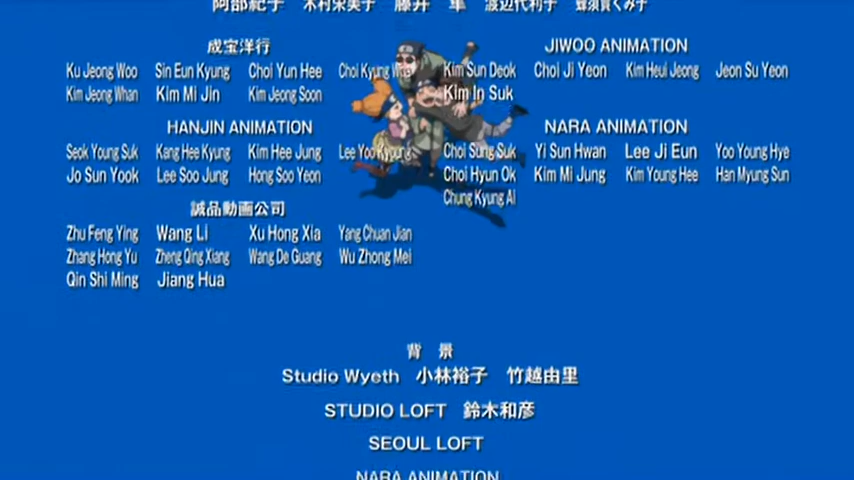 阿部紀子 木村栄美子 藤井 隼 渡辺代利子 蜂須賀くみ子
成宝洋行
Ku Jeong Woo Sin Eun Kyung Choi Yun Hee Choi Kyung
Kim Jeong Whan Kim Mi Jin Kim Jeong Soon
HANJIN ANIMATION
Seok Young Suk Kang Hee Kyung Kim Hee Jung Lee Yoo Kyoung
Jo Sun Yook Lee Soo Jung Hong Soo Yeon
誠品動画公司
Zhu Feng Ying Wang Li Xu Hong Xia Yang Chuan Jian
Zhang Hong Yu Zheng Qing Xiang Wang De Guang Wu Zhong Mei
Qin Shi Ming Jiang Hua
JIWOO ANIMATION
Kim Sun Deok Choi Ji Yeon Kim Heui Jeong Jeon Su Yeon
Kim In Suk
NARA ANIMATION
Choi Sung Suk Yi Sun Hwan Lee Ji Eun Yoo Young Hye
Choi Hyun Ok Kim Mi Jung Kim Young Hee Han Myung Sun
Chung Kyung Ai
背 景
Studio Wyeth 小林裕子 竹越由里
STUDIO LOFT 鈴木和彦
SEOUL LOFT
NARA ANIMATION